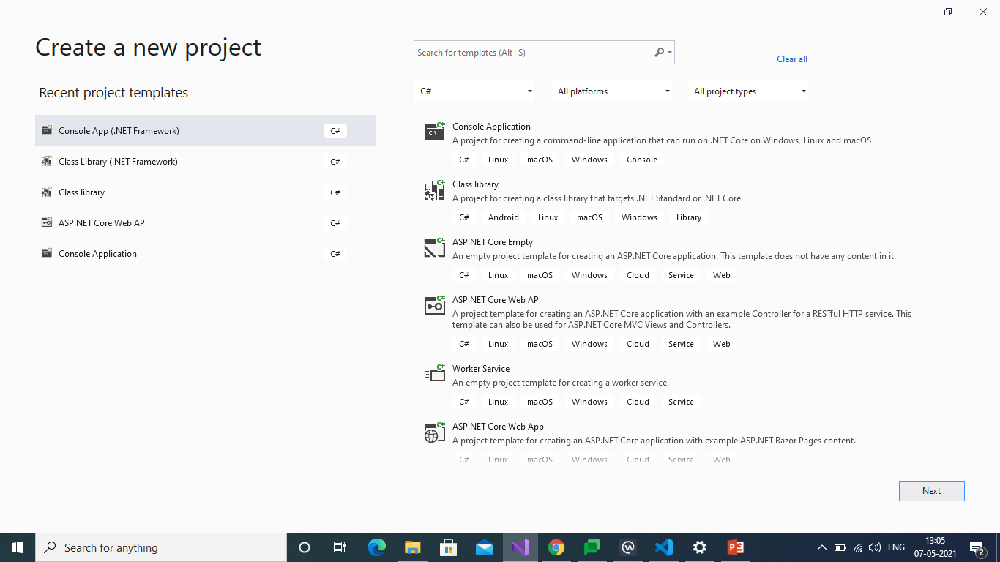 Create a new project
Recent project templates
Console App (.NET Framework) C#
Class Library (.NET Framework) C#
Class library C#
ASP.NET Core Web API C#
Console Application C#
Search for templates (Alt+S)
Clear all
C# All platforms All project types
C#
Console Application
A project for creating a command-line application that can run on .NET Core on Windows, Linux and macOS
C# Linux macOS Windows Console
C#
Class library
A project for creating a class library that targets .NET Standard or .NET Core
C# Android Linux macOS Windows Library
C#
ASP.NET Core Empty
An empty project template for creating an ASP.NET Core application. This template does not have any content in it.
C# Linux macOS Windows Cloud Service Web
C#
ASP.NET Core Web API
A project template for creating an ASP.NET Core application with an example Controller for a RESTful HTTP service. This
template can also be used for ASP.NET Core MVC Views and Controllers.
C# Linux macOS Windows Cloud Service Web
C#
Worker Service
An empty project template for creating a worker service.
C# Linux macOS Windows Cloud Service
C#
ASP.NET Core Web App
A project template for creating an ASP.NET Core application with example ASP.NET Razor Pages content.
C# Linux macOS Windows Cloud Service Web
Next
Search for anything
ENG
13:05
07-05-2021
2